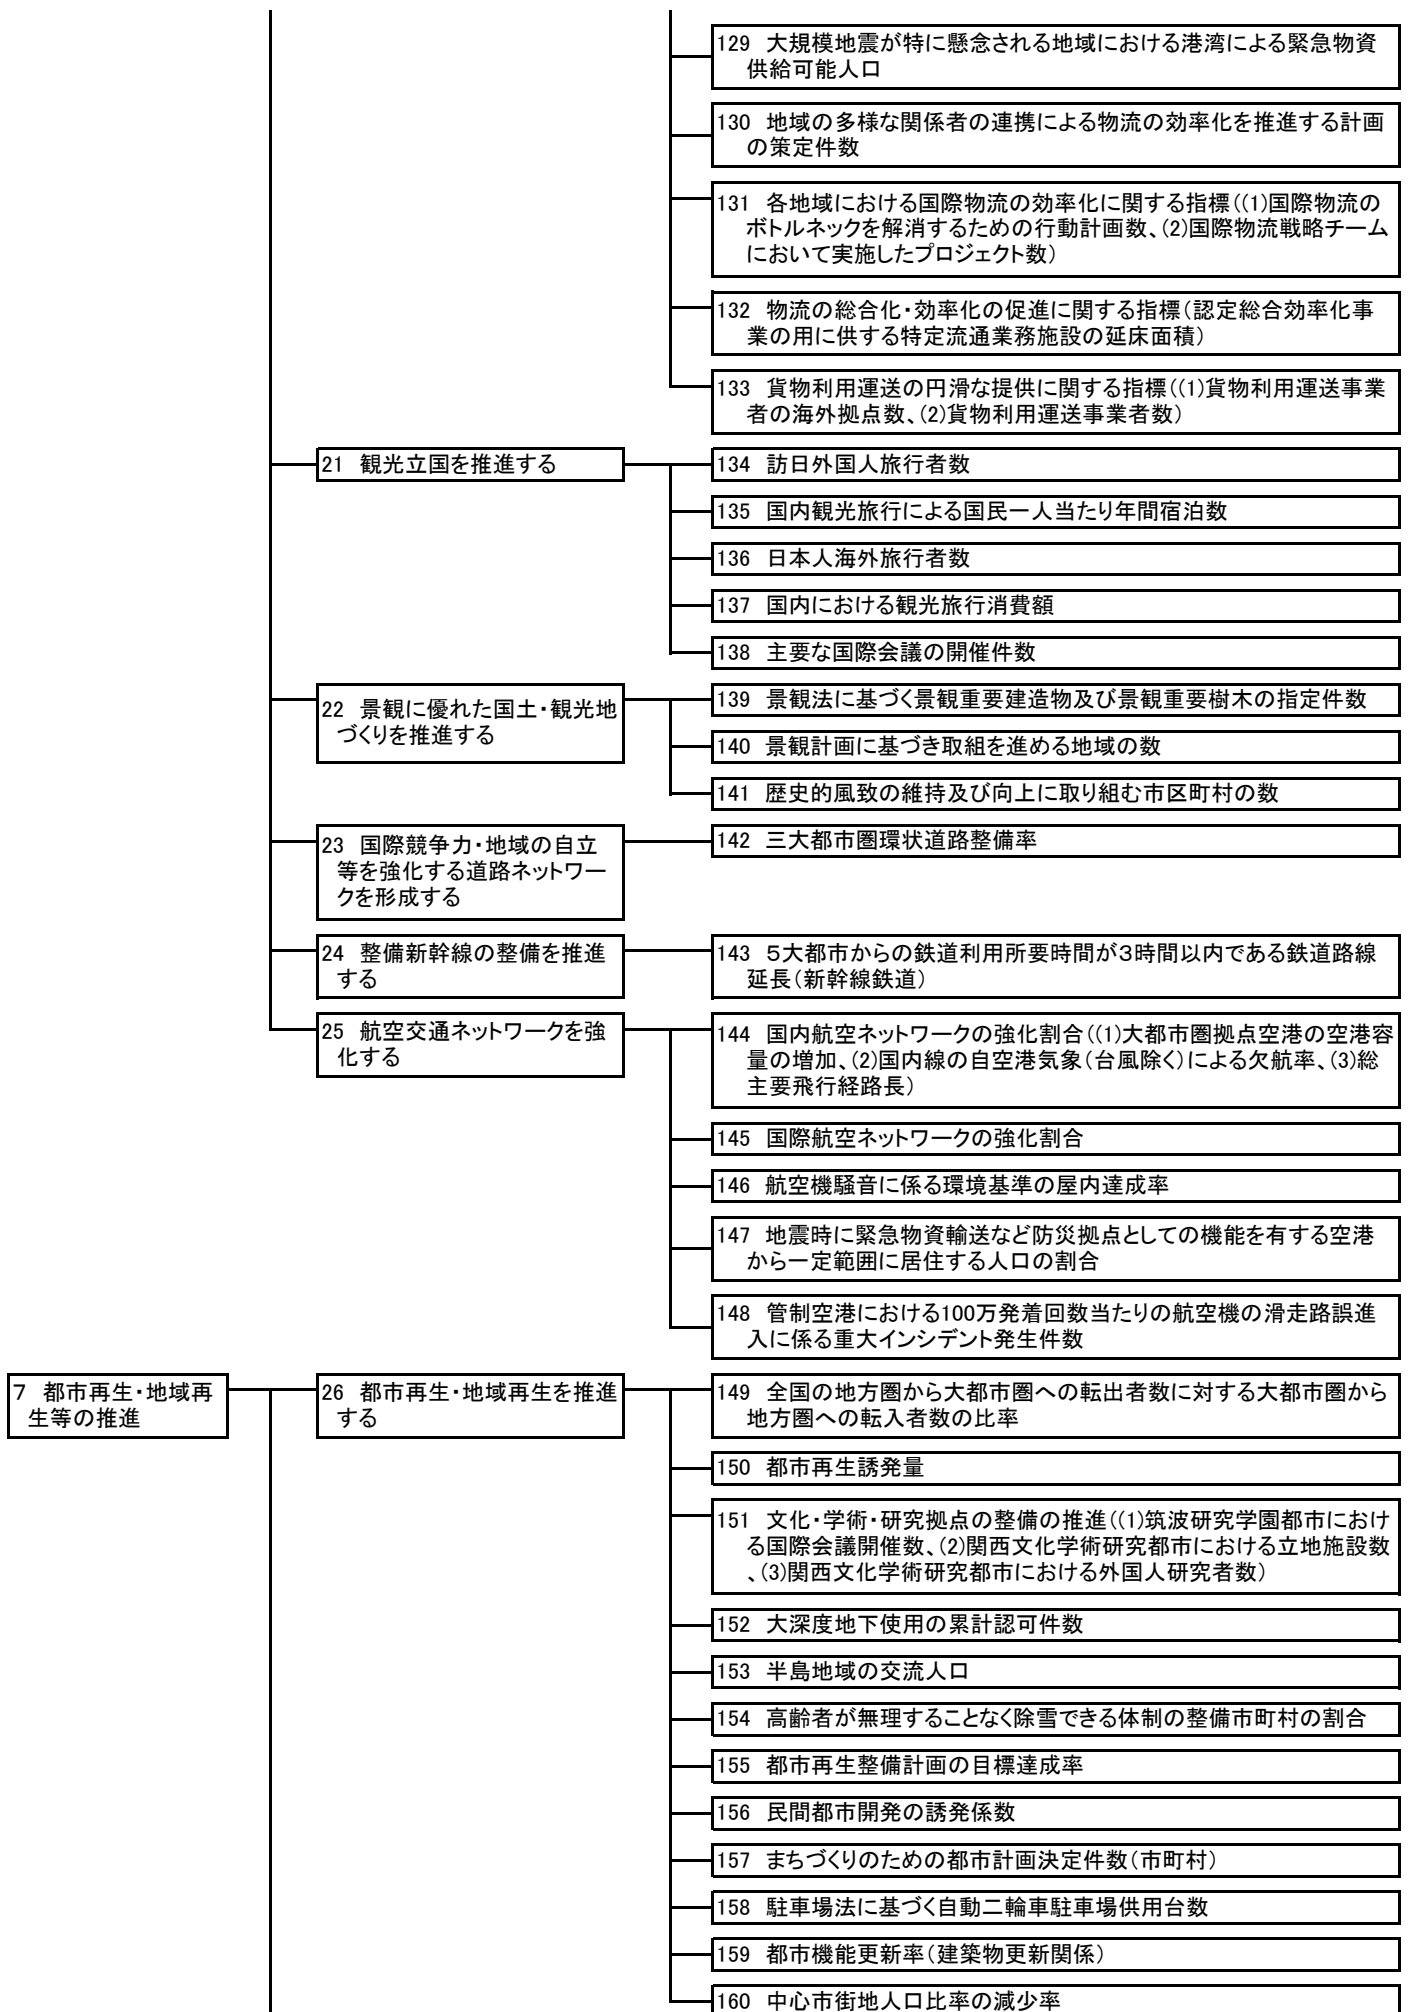 129 大規模地震が特に懸念される地域における港湾による緊急物資
供給可能人口
130 地域の多様な関係者の連携による物流の効率化を推進する計画
の策定件数
131 各地域における国際物流の効率化に関する指標((1)国際物流の
ボトルネックを解消するための行動計画数、(2)国際物流戦略チーム
において実施したプロジェクト数)
132 物流の総合化・効率化の促進に関する指標(認定総合効率化事
業の用に供する特定流通業務施設の延床面積)
133 貨物利用運送の円滑な提供に関する指標((1)貨物利用運送事業
者の海外拠点数、(2)貨物利用運送事業者数)
21 観光立国を推進する
134 訪日外国人旅行者数
135 国内観光旅行による国民一人当たり年間宿泊数
136 日本人海外旅行者数
137 国内における観光旅行消費額
138 主要な国際会議の開催件数
22 景観に優れた国土・観光地
づくりを推進する
139 景観法に基づく景観重要建造物及び景観重要樹木の指定件数
140 景観計画に基づき取組を進める地域の数
141 歴史的風致の維持及び向上に取り組む市区町村の数
23 国際競争力・地域の自立
等を強化する道路ネットワー
クを形成する
142 三大都市圏環状道路整備率
24 整備新幹線の整備を推進
する
143 5大都市からの鉄道利用所要時間が3時間以内である鉄道路線
延長(新幹線鉄道)
25 航空交通ネットワークを強
化する
144 国内航空ネットワークの強化割合((1)大都市圏拠点空港の空港容
量の増加、(2)国内線の自空港気象(台風除く)による欠航率、(3)総
主要飛行経路長)
145 国際航空ネットワークの強化割合
146 航空機騒音に係る環境基準の屋内達成率
147 地震時に緊急物資輸送など防災拠点としての機能を有する空港
から一定範囲に居住する人口の割合
148 管制空港における100万発着回数当たりの航空機の滑走路誤進
入に係る重大インシデント発生件数
7 都市再生・地域再
生等の推進
26 都市再生・地域再生を推進
する
149 全国の地方圏から大都市圏への転出者数に対する大都市圏から
地方圏への転入者数の比率
150 都市再生誘発量
151 文化・学術・研究拠点の整備の推進((1)筑波研究学園都市におけ
る国際会議開催数、(2)関西文化学術研究都市における立地施設数
、(3)関西文化学術研究都市における外国人研究者数)
152 大深度地下使用の累計認可件数
153 半島地域の交流人口
154 高齢者が無理することなく除雪できる体制の整備市町村の割合
155 都市再生整備計画の目標達成率
156 民間都市開発の誘発係数
157 まちづくりのための都市計画決定件数(市町村)
158 駐車場法に基づく自動二輪車駐車場供用台数
159 都市機能更新率(建築物更新関係)
160 中心市街地人口比率の減少率